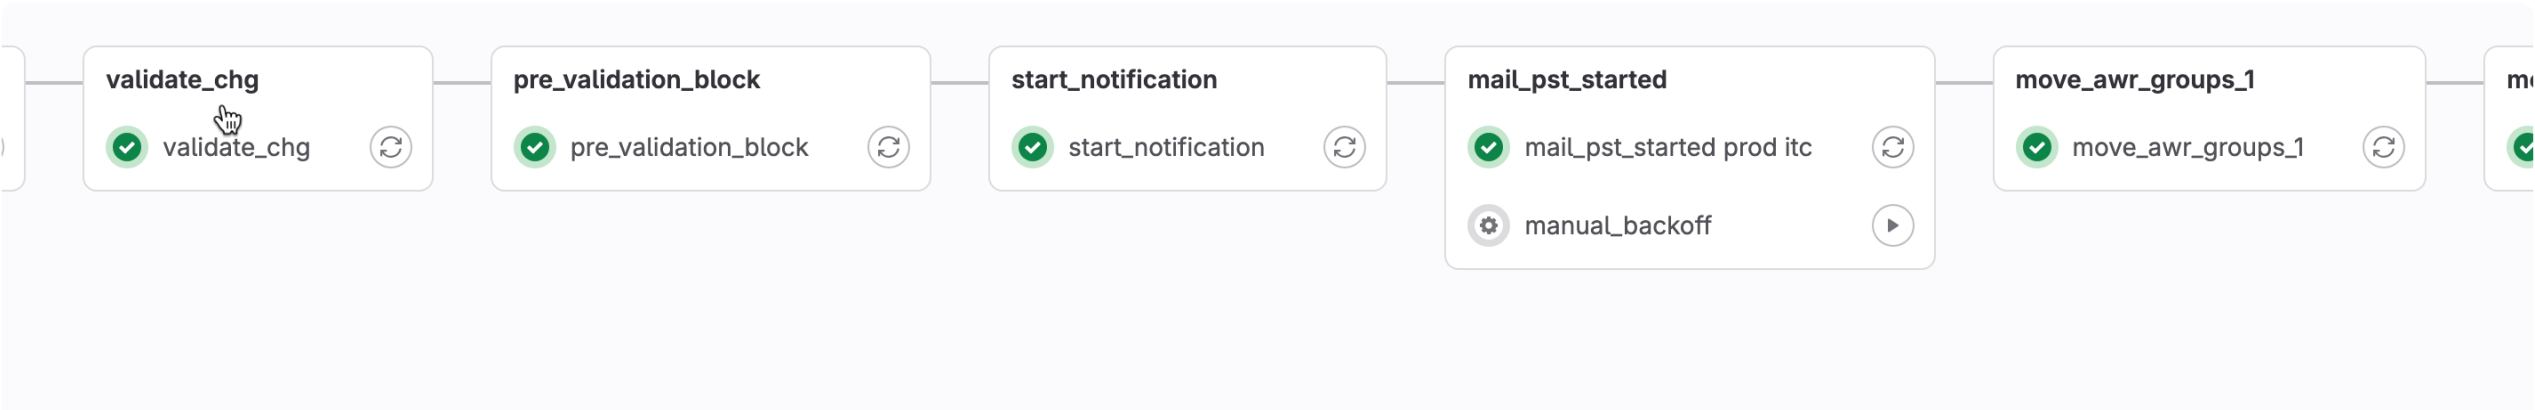 validate_chg
validate_chg
pre_validation_block
pre_validation_block
start_notification
start_notification
mail_pst_started
mail_pst_started prod itc
manual_backoff
move_awr_groups_1
move_awr_groups_1